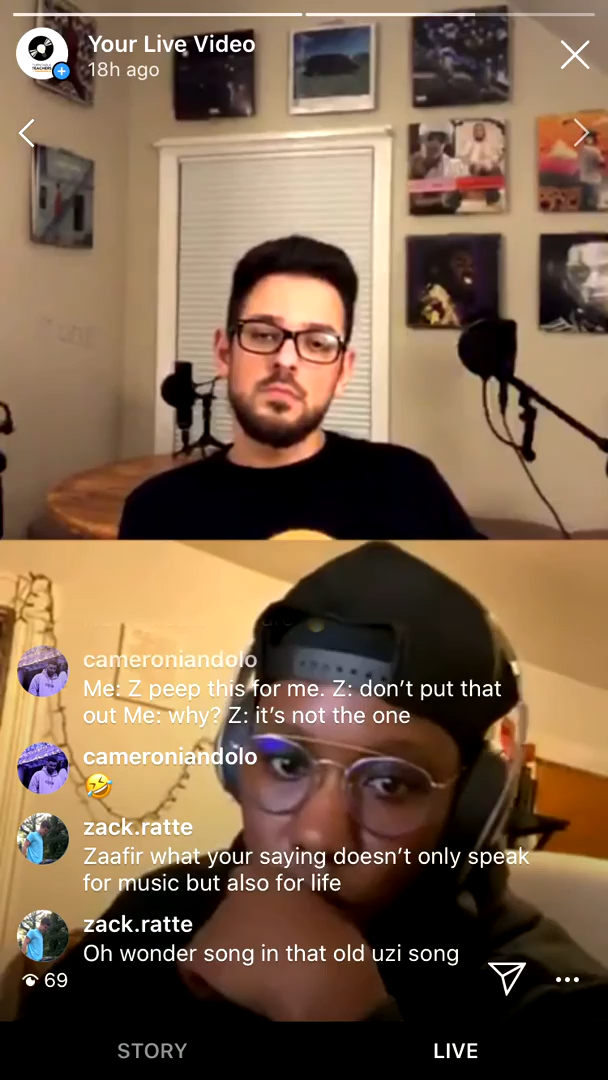 Your Live Video
18h ago
TEACHERS
cameroniandolo
Me: Z peep this for me. Z: don’t put that
out Me: why? Z: it’s not the one
cameroniandolo
🤣
zack.ratte
Zaafir what your saying doesn’t only speak
for music but also for life
zack.ratte
Oh wonder song in that old uzi song
69
STORY
LIVE